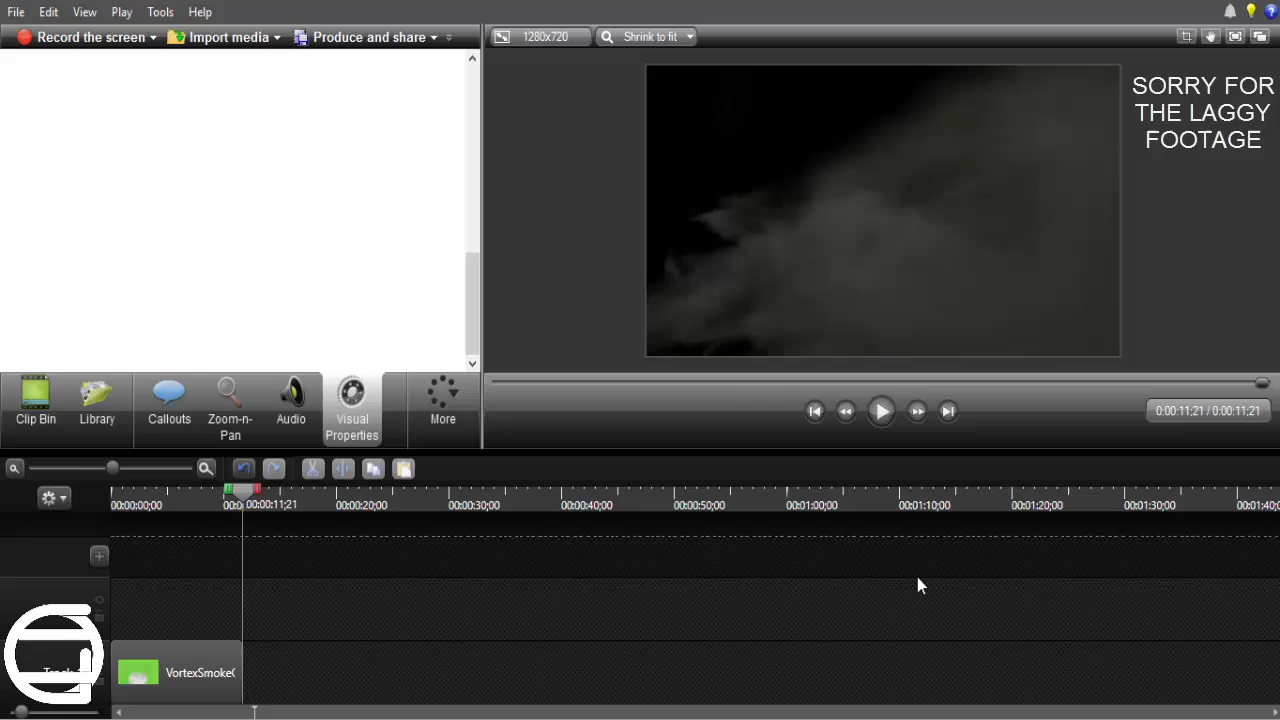 File Edit View Play Tools Help
Record the screen Import media Produce and share
1280x720 Shrink to fit
SORRY FOR
THE LAGGY
FOOTAGE
Clip Bin Library Callouts Zoom-n-
Pan Audio Visual
Properties More
0:00:11;21 / 0:00:11;21
00:00:00;00 00:00:11;21 00:00:20;00 00:00:30;00 00:00:40;00 00:00:50;00 00:01:00;00 00:01:10;00 00:01:20;00 00:01:30;00
VortexSmoke(